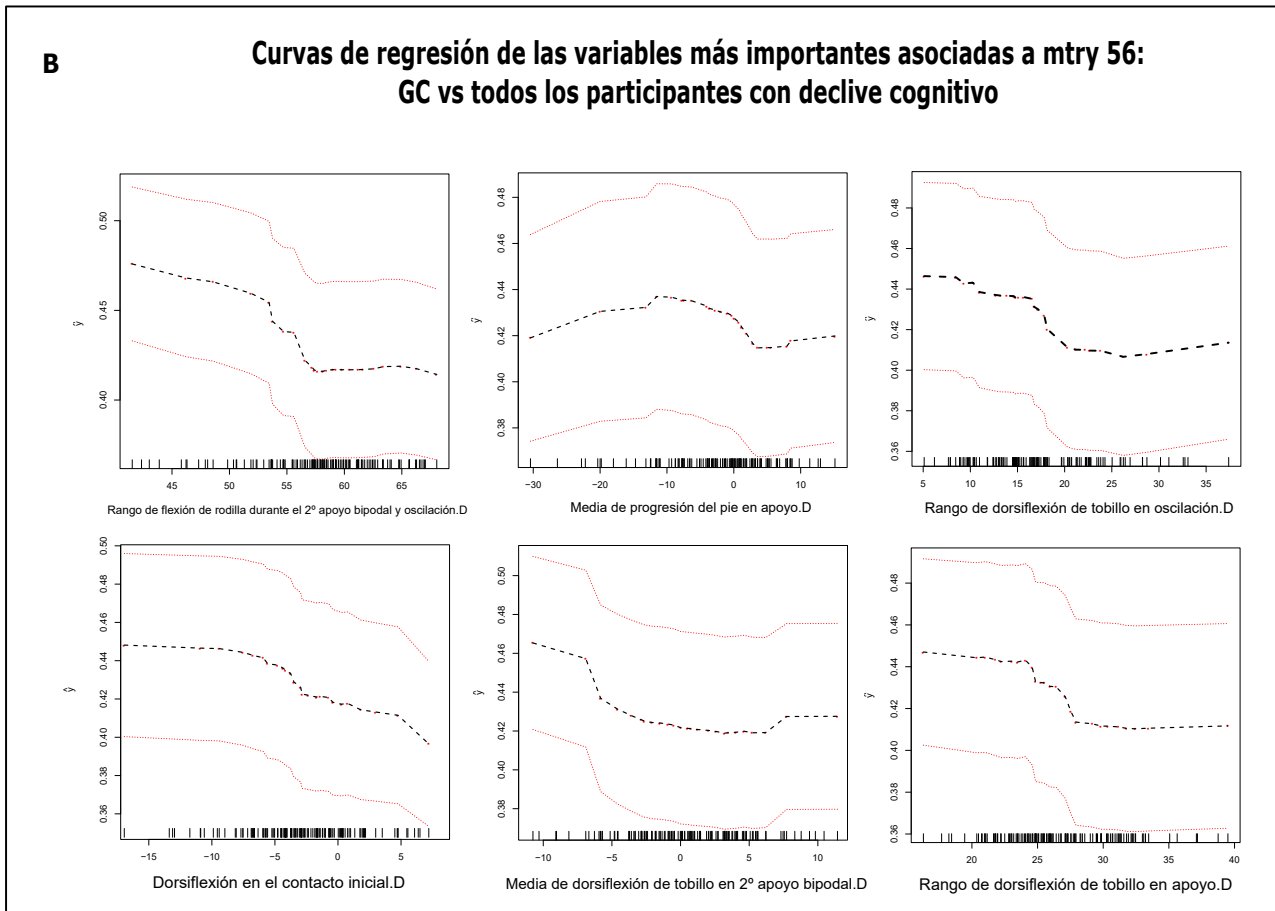 B
Curvas de regresión de las variables más importantes asociadas a mtry 56:
GC vs todos los participantes con declive cognitivo
0.50
0.45
0.40
ŷ
45 50 55 60 65
Rango de flexión de rodilla durante el 2º apoyo bipodal y oscilación.D
0.48
0.46
0.44
0.42
0.40
0.38
ŷ
−30 −20 −10 0 10
Media de progresión del pie en apoyo.D
0.48
0.46
0.44
0.42
0.40
0.38
0.36
ŷ
5 10 15 20 25 30 35
Rango de dorsiflexión de tobillo en oscilación.D
0.50
0.48
0.46
0.44
0.42
0.40
0.38
0.36
ŷ
−15 −10 −5 0 5
Dorsiflexión en el contacto inicial.D
0.50
0.48
0.46
0.44
0.42
0.40
0.38
ŷ
−10 −5 0 5 10
Media de dorsiflexión de tobillo en 2º apoyo bipodal.D
0.48
0.46
0.44
0.42
0.40
0.38
0.36
ŷ
20 25 30 35 40
Rango de dorsiflexión de tobillo en apoyo.D